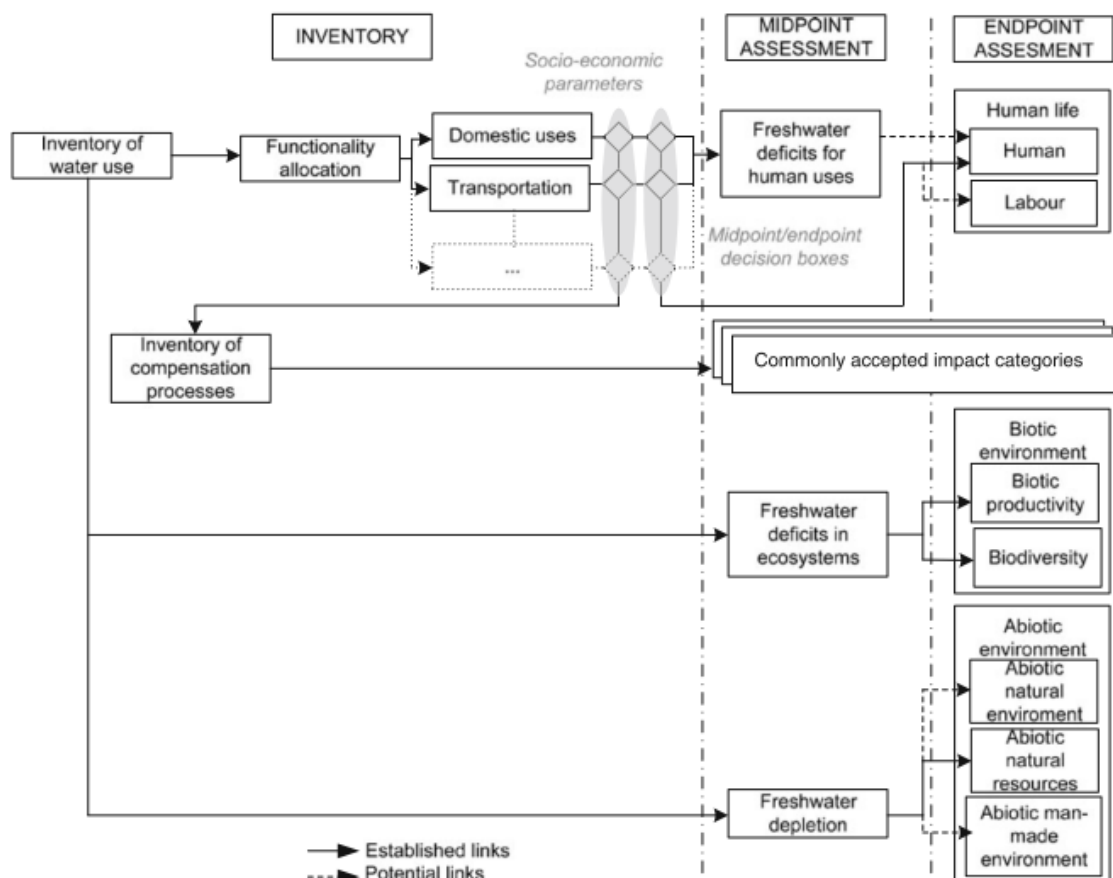 INVENTORY
MIDPOINT
ASSESSMENT
ENDPOINT
ASSESMENT
Socio-economic
parameters
Inventory of
water use
Functionality
allocation
Domestic uses
Transportation
...
Freshwater
deficits for
human uses
Midpoint/endpoint
decision boxes
Human life
Human
Labour
Inventory of
compensation
processes
Commonly accepted impact categories
Freshwater
deficits in
ecosystems
Biotic
environment
Biotic
productivity
Biodiversity
Freshwater
depletion
Abiotic
environment
Abiotic
natural
enviroment
Abiotic
natural
resources
Abiotic man-
made
environment
Established links
Potential links